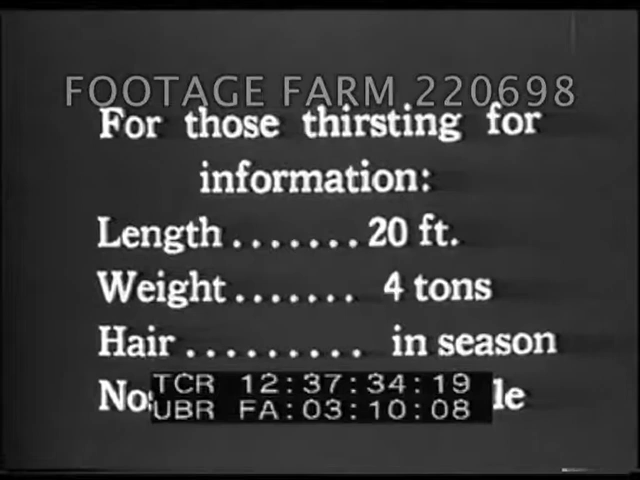 FOOTAGE FARM 220698
For those thirsting for
information:
Length....... 20 ft.
Weight....... 4 tons
Hair.......... in season
TCR 12:37:34:19
UBR FA:03:10:08